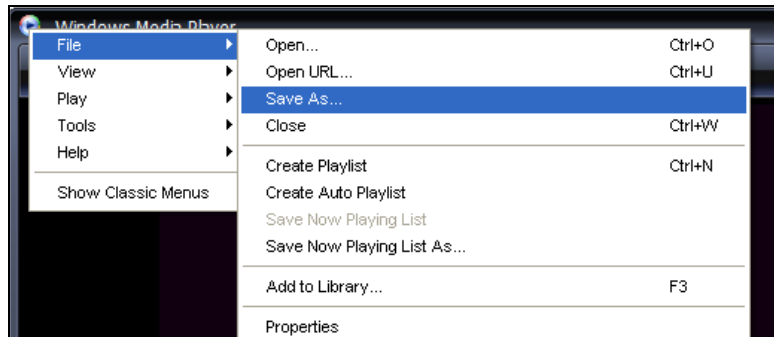 Windows Media Player
File
View
Play
Tools
Help
Show Classic Menus
Open... Ctrl+O
Open URL... Ctrl+U
Save As...
Close Ctrl+W
Create Playlist Ctrl+N
Create Auto Playlist
Save Now Playing List
Save Now Playing List As...
Add to Library... F3
Properties